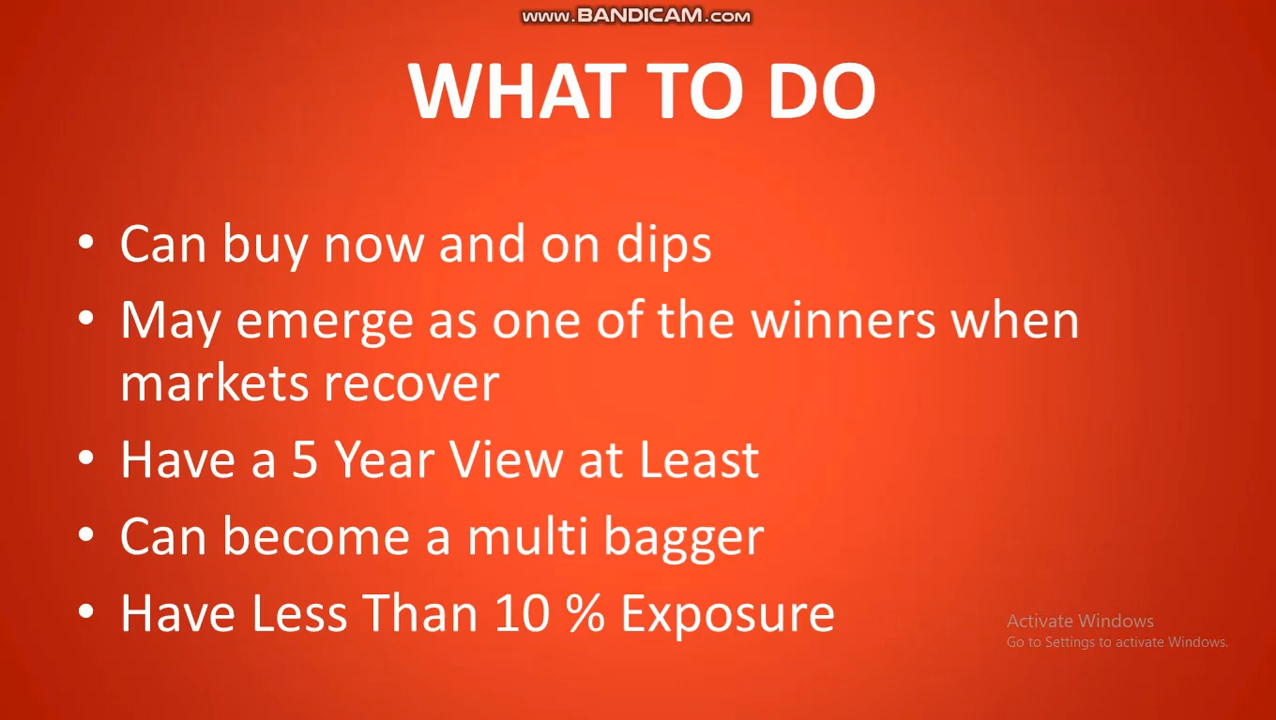 www.BANDICAM.com
WHAT TO DO
• Can buy now and on dips
• May emerge as one of the winners when
markets recover
• Have a 5 Year View at Least
• Can become a multi bagger
• Have Less Than 10 % Exposure
Activate Windows
Go to Settings to activate Windows.